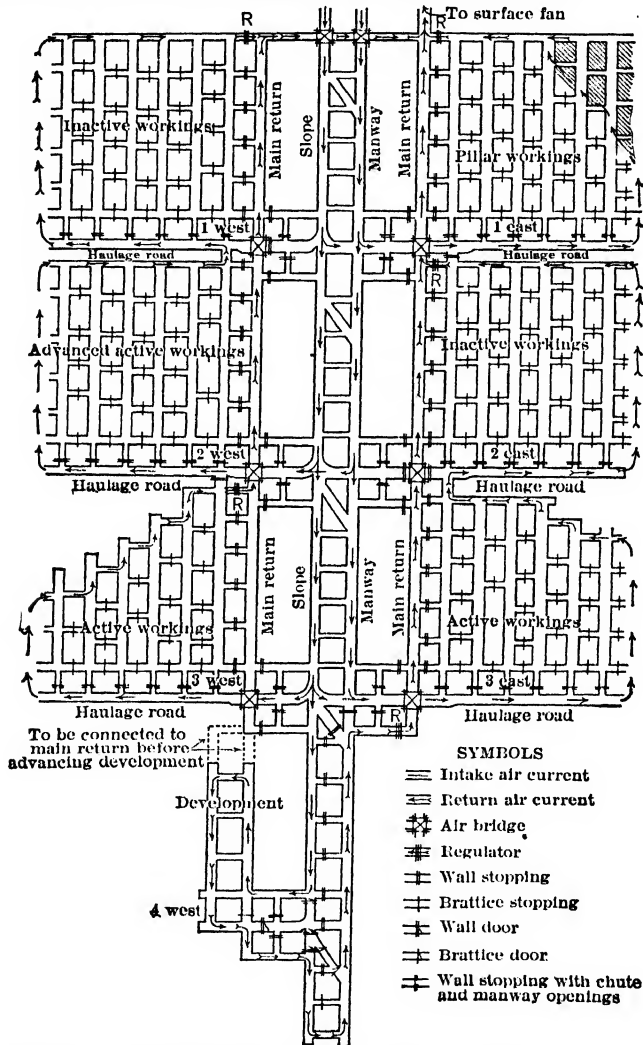 To surface fan
R
R
Inactive workings
Main return
Slope
Manway
Main return
Pillar workings
1 west
1 east
Haulage road
Haulage road
R
Advanced active workings
Inactive workings
2 west
2 east
Haulage road
Haulage road
R
Main return
Slope
Manway
Main return
Active workings
Active workings
3 west
3 east
Haulage road
Haulage road
R
To be connected to
main return before
advancing development
Development
4 west
SYMBOLS
Intake air current
Return air current
Air bridge
Regulator
Wall stopping
Brattice stopping
Wall door
Brattice door
Wall stopping with chute
and manway openings